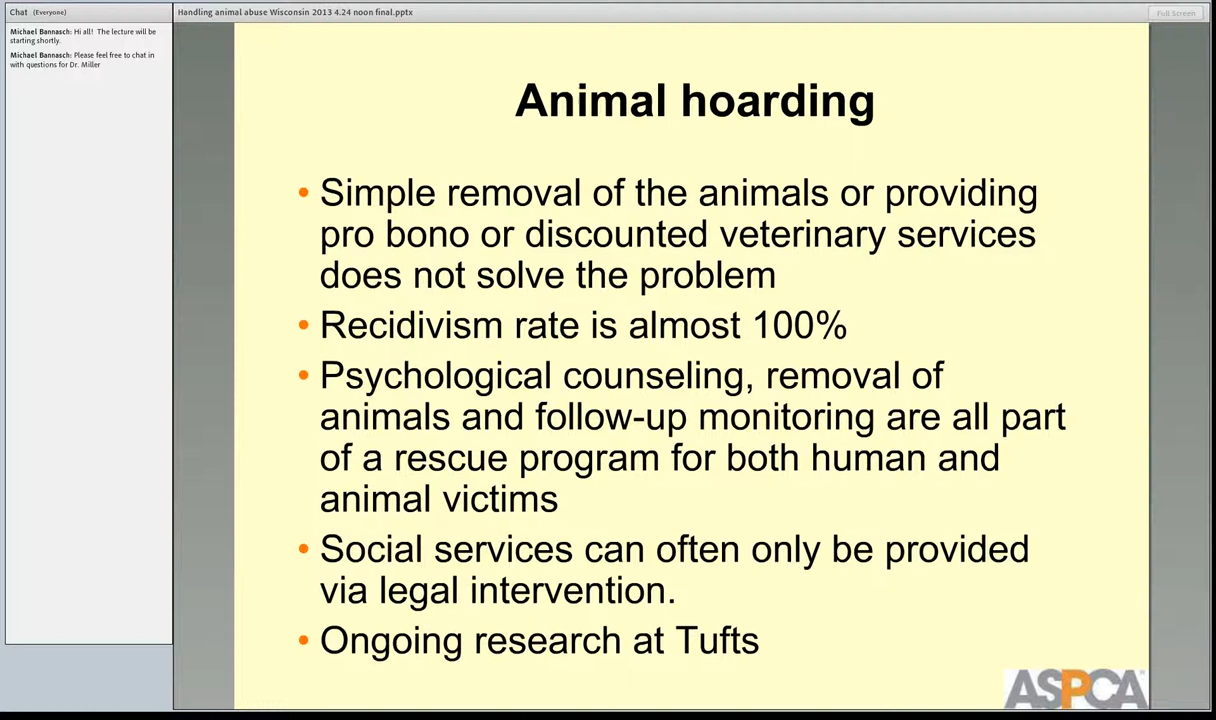 Chat (Everyone)
Michael Bannasch: Hi all! The lecture will be
starting shortly.
Michael Bannasch: Please feel free to chat in
with questions for Dr. Miller
Handling animal abuse Wisconsin 2013 4.24 noon final.pptx
Full Screen
Animal hoarding
• Simple removal of the animals or providing
pro bono or discounted veterinary services
does not solve the problem
• Recidivism rate is almost 100%
• Psychological counseling, removal of
animals and follow-up monitoring are all part
of a rescue program for both human and
animal victims
• Social services can often only be provided
via legal intervention.
• Ongoing research at Tufts
ASPCA